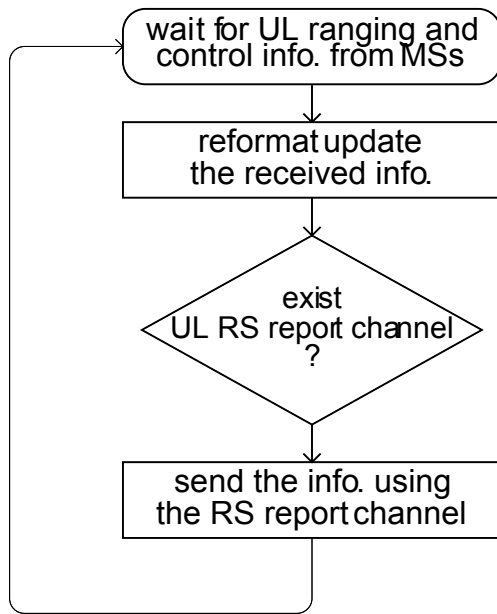 wait for UL ranging and
control info. from MSs
reformat update
the received info.
exist
UL RS report channel
?
send the info. using
the RS report channel